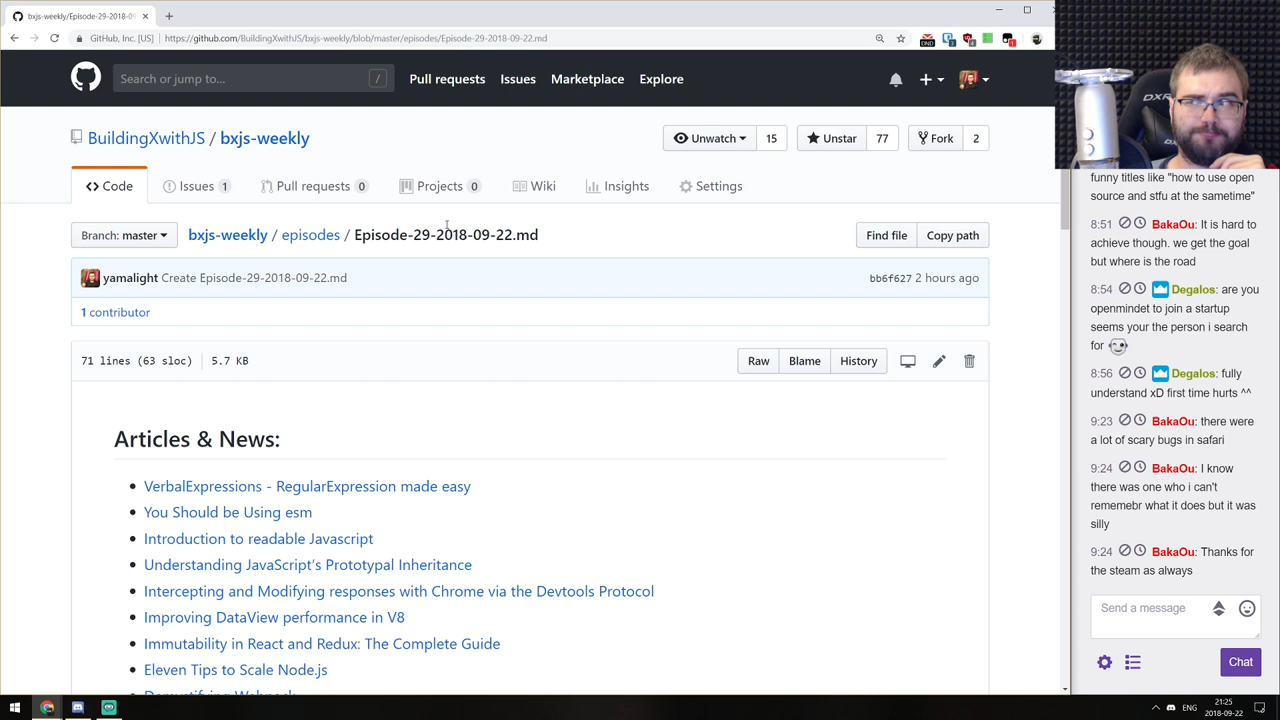 bxjs-weekly/Episode-29-2018-09-
GitHub, Inc. [US] https://github.com/BuildingXwithJS/bxjs-weekly/blob/master/episodes/Episode-29-2018-09-22.md
Search or jump to... /
Pull requests Issues Marketplace Explore
BuildingXwithJS / bxjs-weekly
Unwatch 15 Unstar 77 Fork 2
Code Issues 1 Pull requests 0 Projects 0 Wiki Insights Settings
Branch: master bxjs-weekly / episodes / Episode-29-2018-09-22.md Find file Copy path
yamalight Create Episode-29-2018-09-22.md bb6f627 2 hours ago
1 contributor
71 lines (63 sloc) 5.7 KB Raw Blame History
Articles & News:
VerbalExpressions - RegularExpression made easy
You Should be Using esm
Introduction to readable Javascript
Understanding JavaScript's Prototypal Inheritance
Intercepting and Modifying responses with Chrome via the Devtools Protocol
Improving DataView performance in V8
Immutability in React and Redux: The Complete Guide
Eleven Tips to Scale Node.js
Demystifying Webpack
DXR
funny titles like "how to use open
source and stfu at the sametime"
8:51 BakaOu: It is hard to
achieve though. we get the goal
but where is the road
8:54 Degalos: are you
openmindet to join a startup
seems your the person i search
for
8:56 Degalos: fully
understand xD first time hurts ^^
9:23 BakaOu: there were
a lot of scary bugs in safari
9:24 BakaOu: I know
there was one who i can't
rememebr what it does but it was
silly
9:24 BakaOu: Thanks for
the steam as always
Send a message
Chat
ENG
21:25
2018-09-22